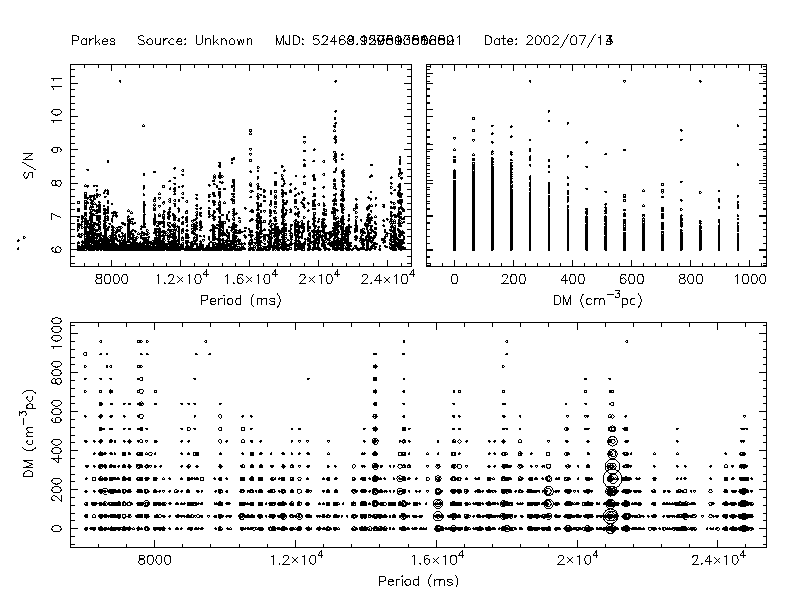 Parkes Source: Unknown MJD: Date: 2002/07/
S/N
6 7 8 9 10 11
8000 1.2×10⁴ 1.6×10⁴ 2×10⁴ 2.4×10⁴
Period (ms)
0 200 400 600 800 1000
DM (cm⁻³pc)
DM (cm⁻³pc)
0 200 400 600 800 1000
8000 1.2×10⁴ 1.6×10⁴ 2×10⁴ 2.4×10⁴
Period (ms)